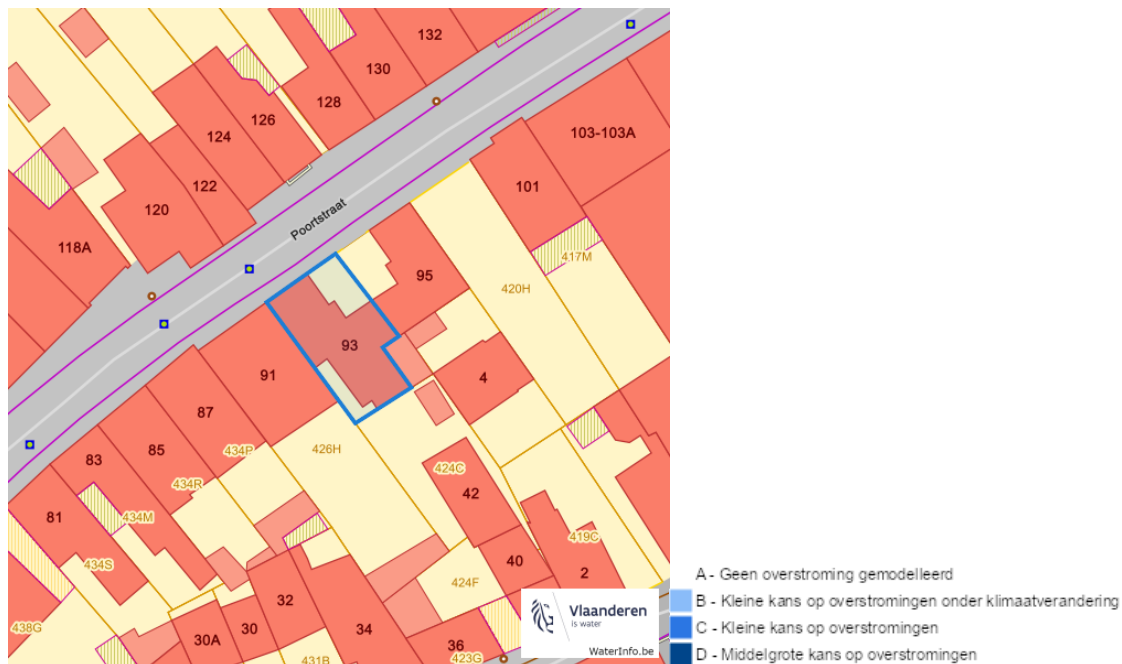 132
130
128
126
124
122
120
118A
103-103A
101
417M
Poortstraat
95
420H
93
4
91
87
426H
434P
85
434R
83
434M
81
434S
424C
42
419C
40
2
424F
32
30
30A
34
36
438G
431B
423G
Vlaanderen
is water
WaterInfo.be
A - Geen overstroming gemodelleerd
B - Kleine kans op overstromingen onder klimaatverandering
C - Kleine kans op overstromingen
D - Middelgrote kans op overstromingen